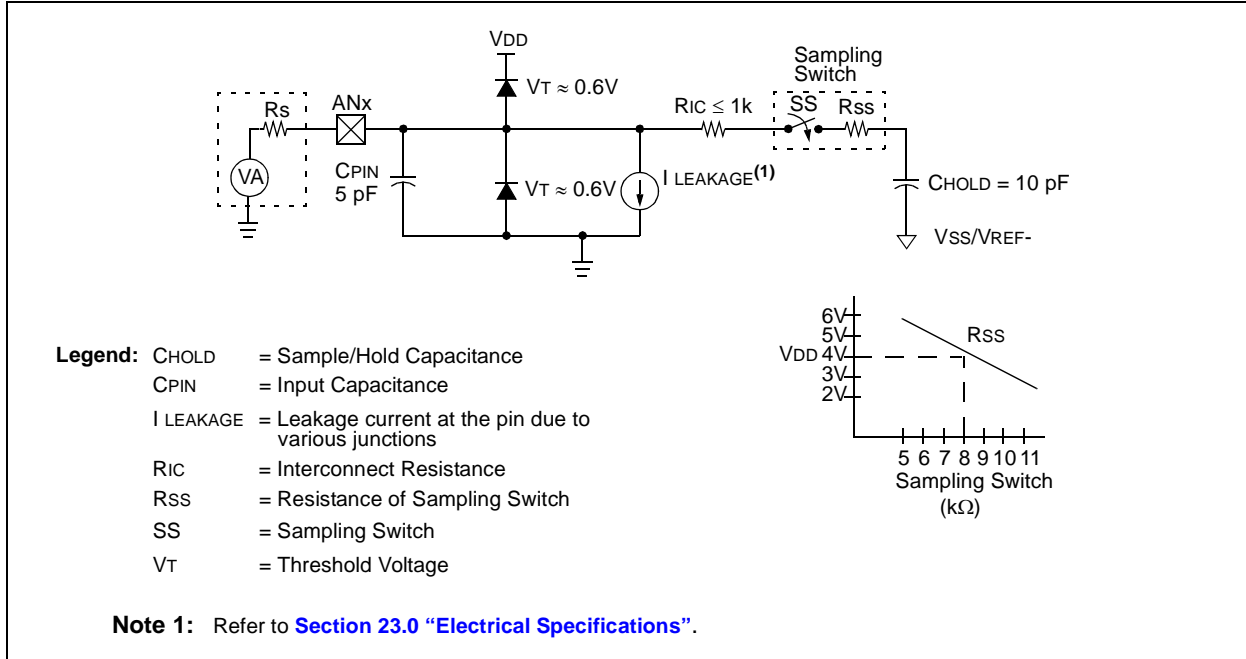 VDD
Sampling
Switch
VT ≈ 0.6V
Rs
ANx
RIC ≤ 1k
SS
Rss
VA
CPIN
5 pF
VT ≈ 0.6V
I LEAKAGE(1)
CHOLD = 10 pF
VSS/VREF-
6V
5V
VDD 4V
3V
2V
RSS
5 6 7 8 9 10 11
Sampling Switch
(kΩ)
Legend: CHOLD = Sample/Hold Capacitance
CPIN = Input Capacitance
I LEAKAGE = Leakage current at the pin due to
various junctions
RIC = Interconnect Resistance
RSS = Resistance of Sampling Switch
SS = Sampling Switch
VT = Threshold Voltage
Note 1: Refer to Section 23.0 “Electrical Specifications”.